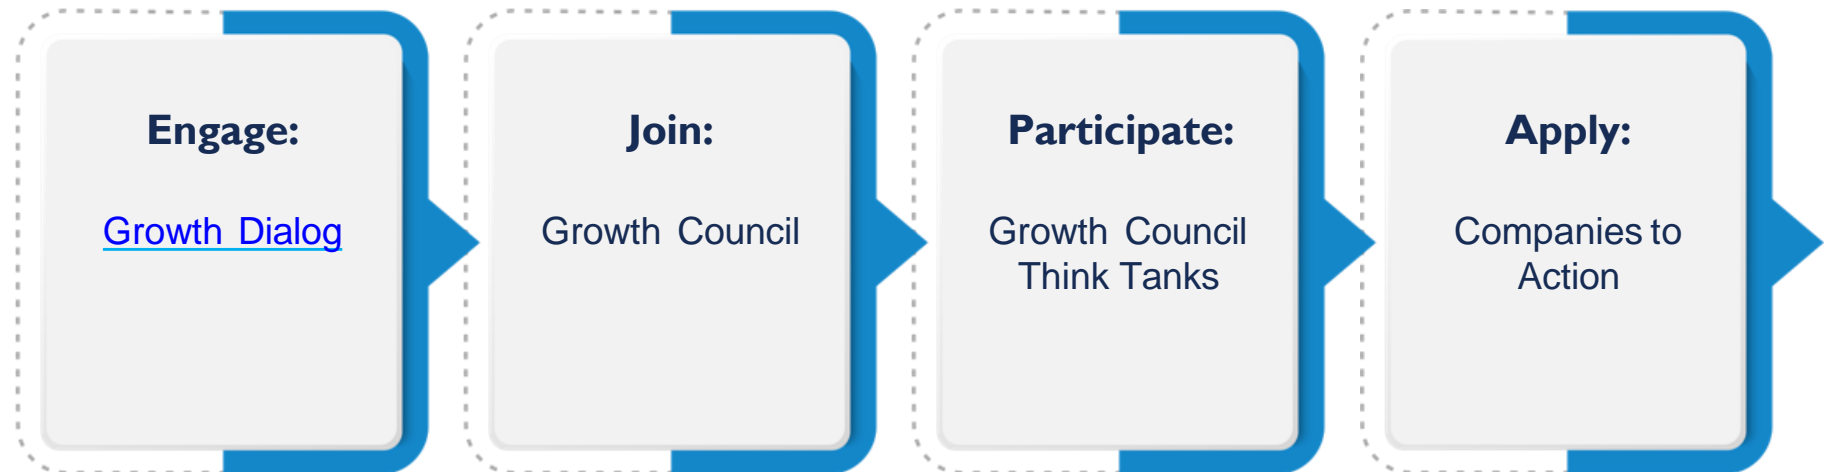 Engage:
Growth Dialog
Join:
Growth Council
Participate:
Growth Council
Think Tanks
Apply:
Companies to
Action